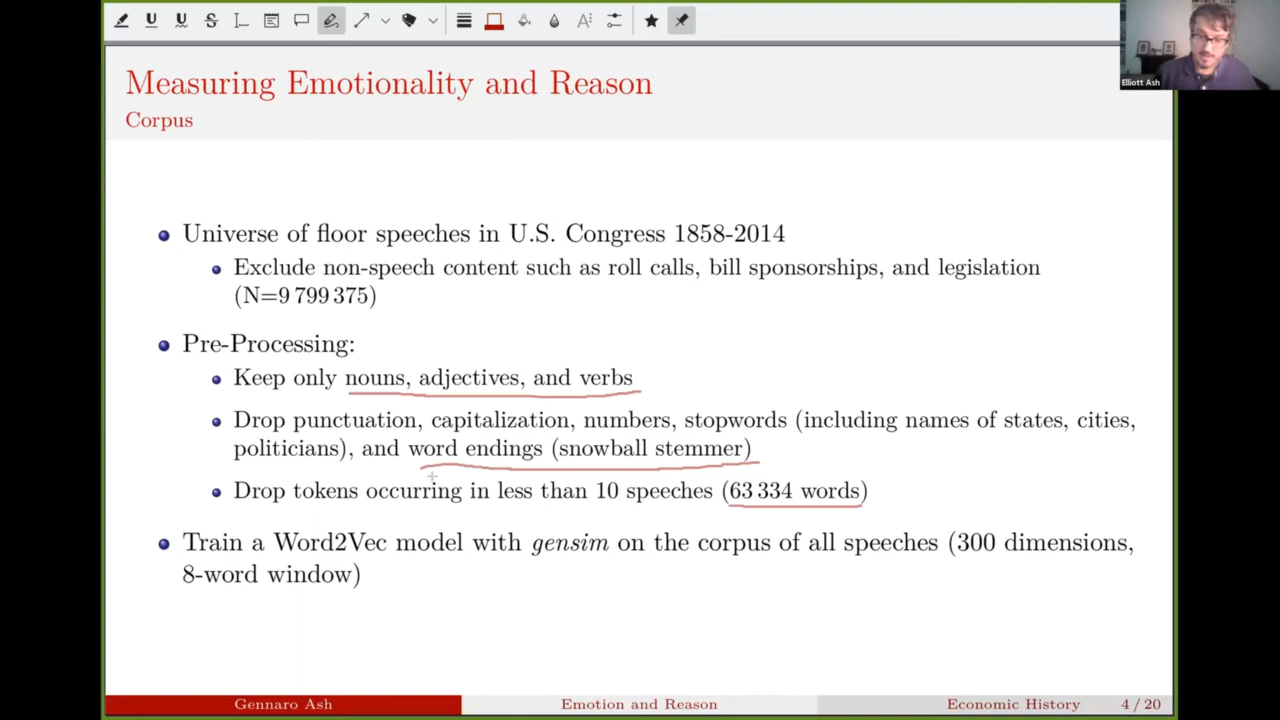 Measuring Emotionality and Reason
Corpus
Elliott Ash
Universe of floor speeches in U.S. Congress 1858-2014
Exclude non-speech content such as roll calls, bill sponsorships, and legislation
(N=9 799 375)
Pre-Processing:
Keep only nouns, adjectives, and verbs
Drop punctuation, capitalization, numbers, stopwords (including names of states, cities,
politicians), and word endings (snowball stemmer)
Drop tokens occurring in less than 10 speeches (63 334 words)
Train a Word2Vec model with gensim on the corpus of all speeches (300 dimensions,
8-word window)
Gennaro Ash Emotion and Reason Economic History 4 / 20